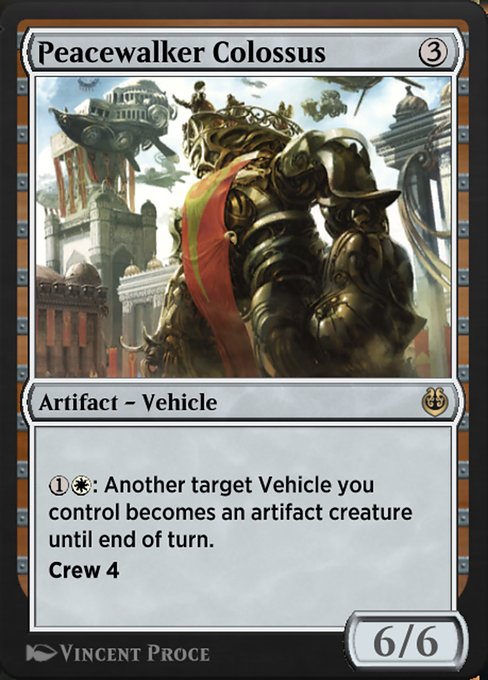 Peacewalker Colossus 3
Artifact – Vehicle
1: Another target Vehicle you
control becomes an artifact creature
until end of turn.
Crew 4
6/6
VINCENT PROCE